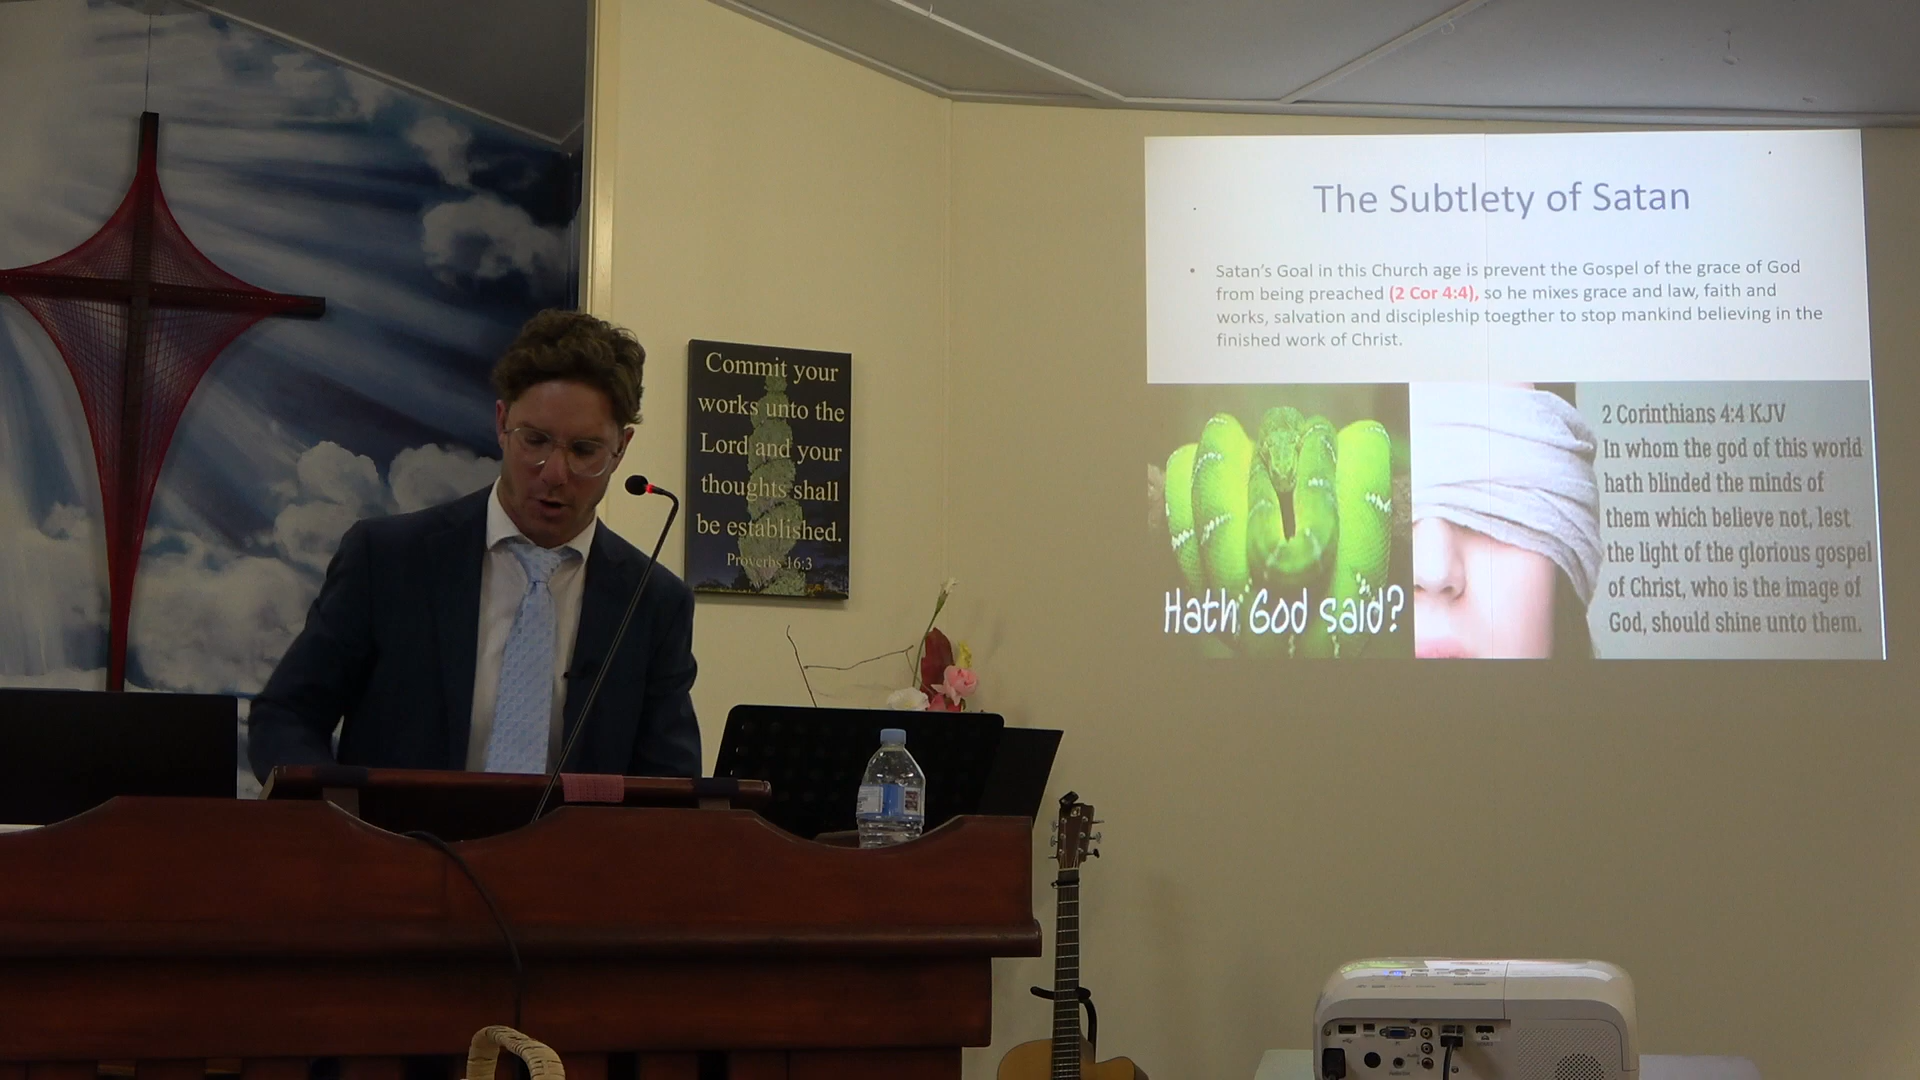 Commit your
works unto the
Lord and your
thoughts shall
be established.
Proverbs 16:3
The Subtlety of Satan
• Satan's Goal in this Church age is prevent the Gospel of the grace of God
from being preached (2 Cor 4:4), so he mixes grace and law, faith and
works, salvation and discipleship toegther to stop mankind believing in the
finished work of Christ.
Hath God said?
2 Corinthians 4:4 KJV
In whom the god of this world
hath blinded the minds of
them which believe not, lest
the light of the glorious gospel
of Christ, who is the image of
God, should shine unto them.